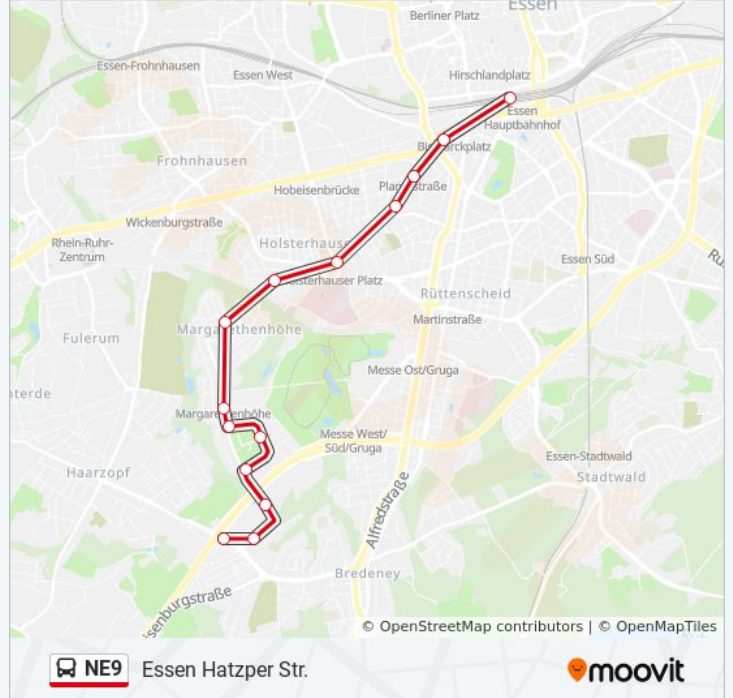 Essen
Berliner Platz
Essen-Frohnhausen
Essen West
Hirschlandplatz
Essen
Hauptbahnhof
Frohnhausen
Hobeisenbrücke
Wickenburgstraße
Rhein-Ruhr-
Zentrum
Essen Süd
Rüttenscheid
Martinstraße
Fulerum
Messe Ost/Gruga
Messe West/
Süd/Gruga
Essen-Stadtwald
Stadtwald
Haarzopf
Alfredstraße
Bredeney
© OpenStreetMap contributors | © OpenMapTiles
NE9 Essen Hatzper Str.
moovit